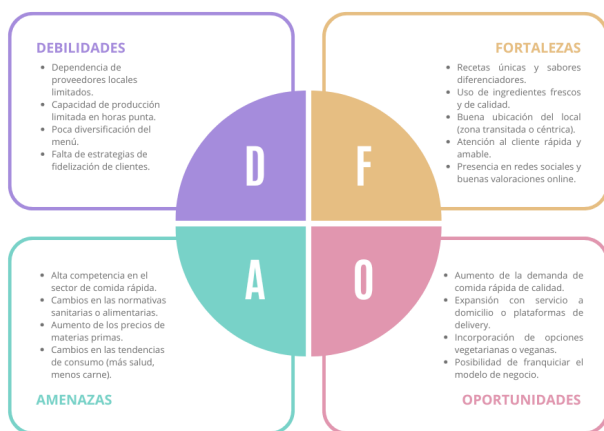 DEBILIDADES
Dependencia de
proveedores locales
limitados.
Capacidad de producción
limitada en horas punta.
Poca diversificación del
menú.
Falta de estrategias de
fidelización de clientes.
FORTALEZAS
Recetas únicas y sabores
diferenciadores.
Uso de ingredientes frescos
y de calidad.
Buena ubicación del local
(zona transitada o céntrica).
Atención al cliente rápida y
amable.
Presencia en redes sociales y
buenas valoraciones online.
D
F
A
O
Alta competencia en el
sector de comida rápida.
Cambios en las normativas
sanitarias o alimentarias.
Aumento de los precios de
materias primas.
Cambios en las tendencias
de consumo (más salud,
menos carne).
AMENAZAS
Aumento de la demanda de
comida rápida de calidad.
Expansión con servicio a
domicilio o plataformas de
delivery.
Incorporación de opciones
vegetarianas o veganas.
Posibilidad de franquiciar el
modelo de negocio.
OPORTUNIDADES